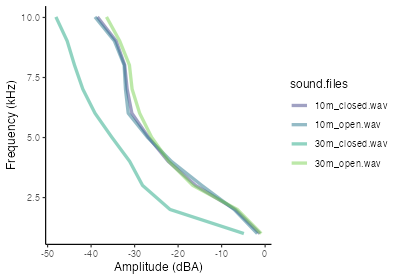 10.0
7.5
5.0
2.5
Frequency (kHz)
-50 -40 -30 -20 -10 0
Amplitude (dBA)
sound.files
10m_closed.wav
10m_open.wav
30m_closed.wav
30m_open.wav